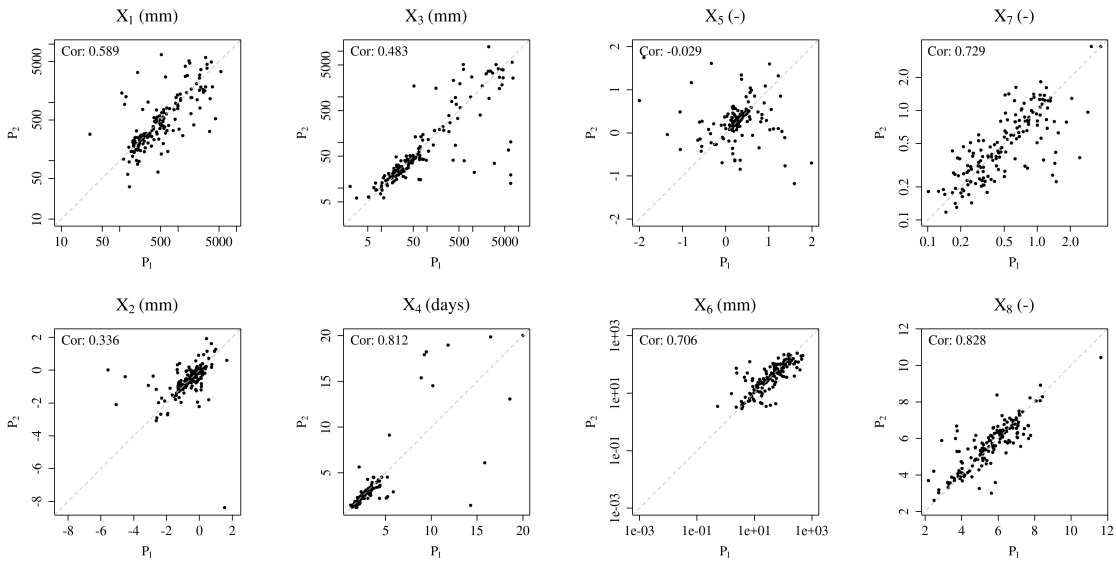 X1 (mm)
Cor: 0.589
P2
5000
500
50
10
10 50 500 5000
P1
X3 (mm)
Cor: 0.483
P2
5000
500
50
5
5 50 500 5000
P1
X5 (-)
Cor: -0.029
P2
2
1
0
-1
-2
-2 -1 0 1 2
P1
X7 (-)
Cor: 0.729
P2
2.0
1.0
0.5
0.2
0.1
0.1 0.2 0.5 1.0 2.0
P1
X2 (mm)
Cor: 0.336
P2
2
0
-2
-4
-6
-8
-8 -6 -4 -2 0 2
P1
X4 (days)
Cor: 0.812
P2
20
15
10
5
5 10 15 20
P1
X6 (mm)
Cor: 0.706
P2
1e+03
1e+01
1e-01
1e-03
1e-03 1e-01 1e+01 1e+03
P1
X8 (-)
Cor: 0.828
P2
12
10
8
6
4
2
2 4 6 8 10 12
P1